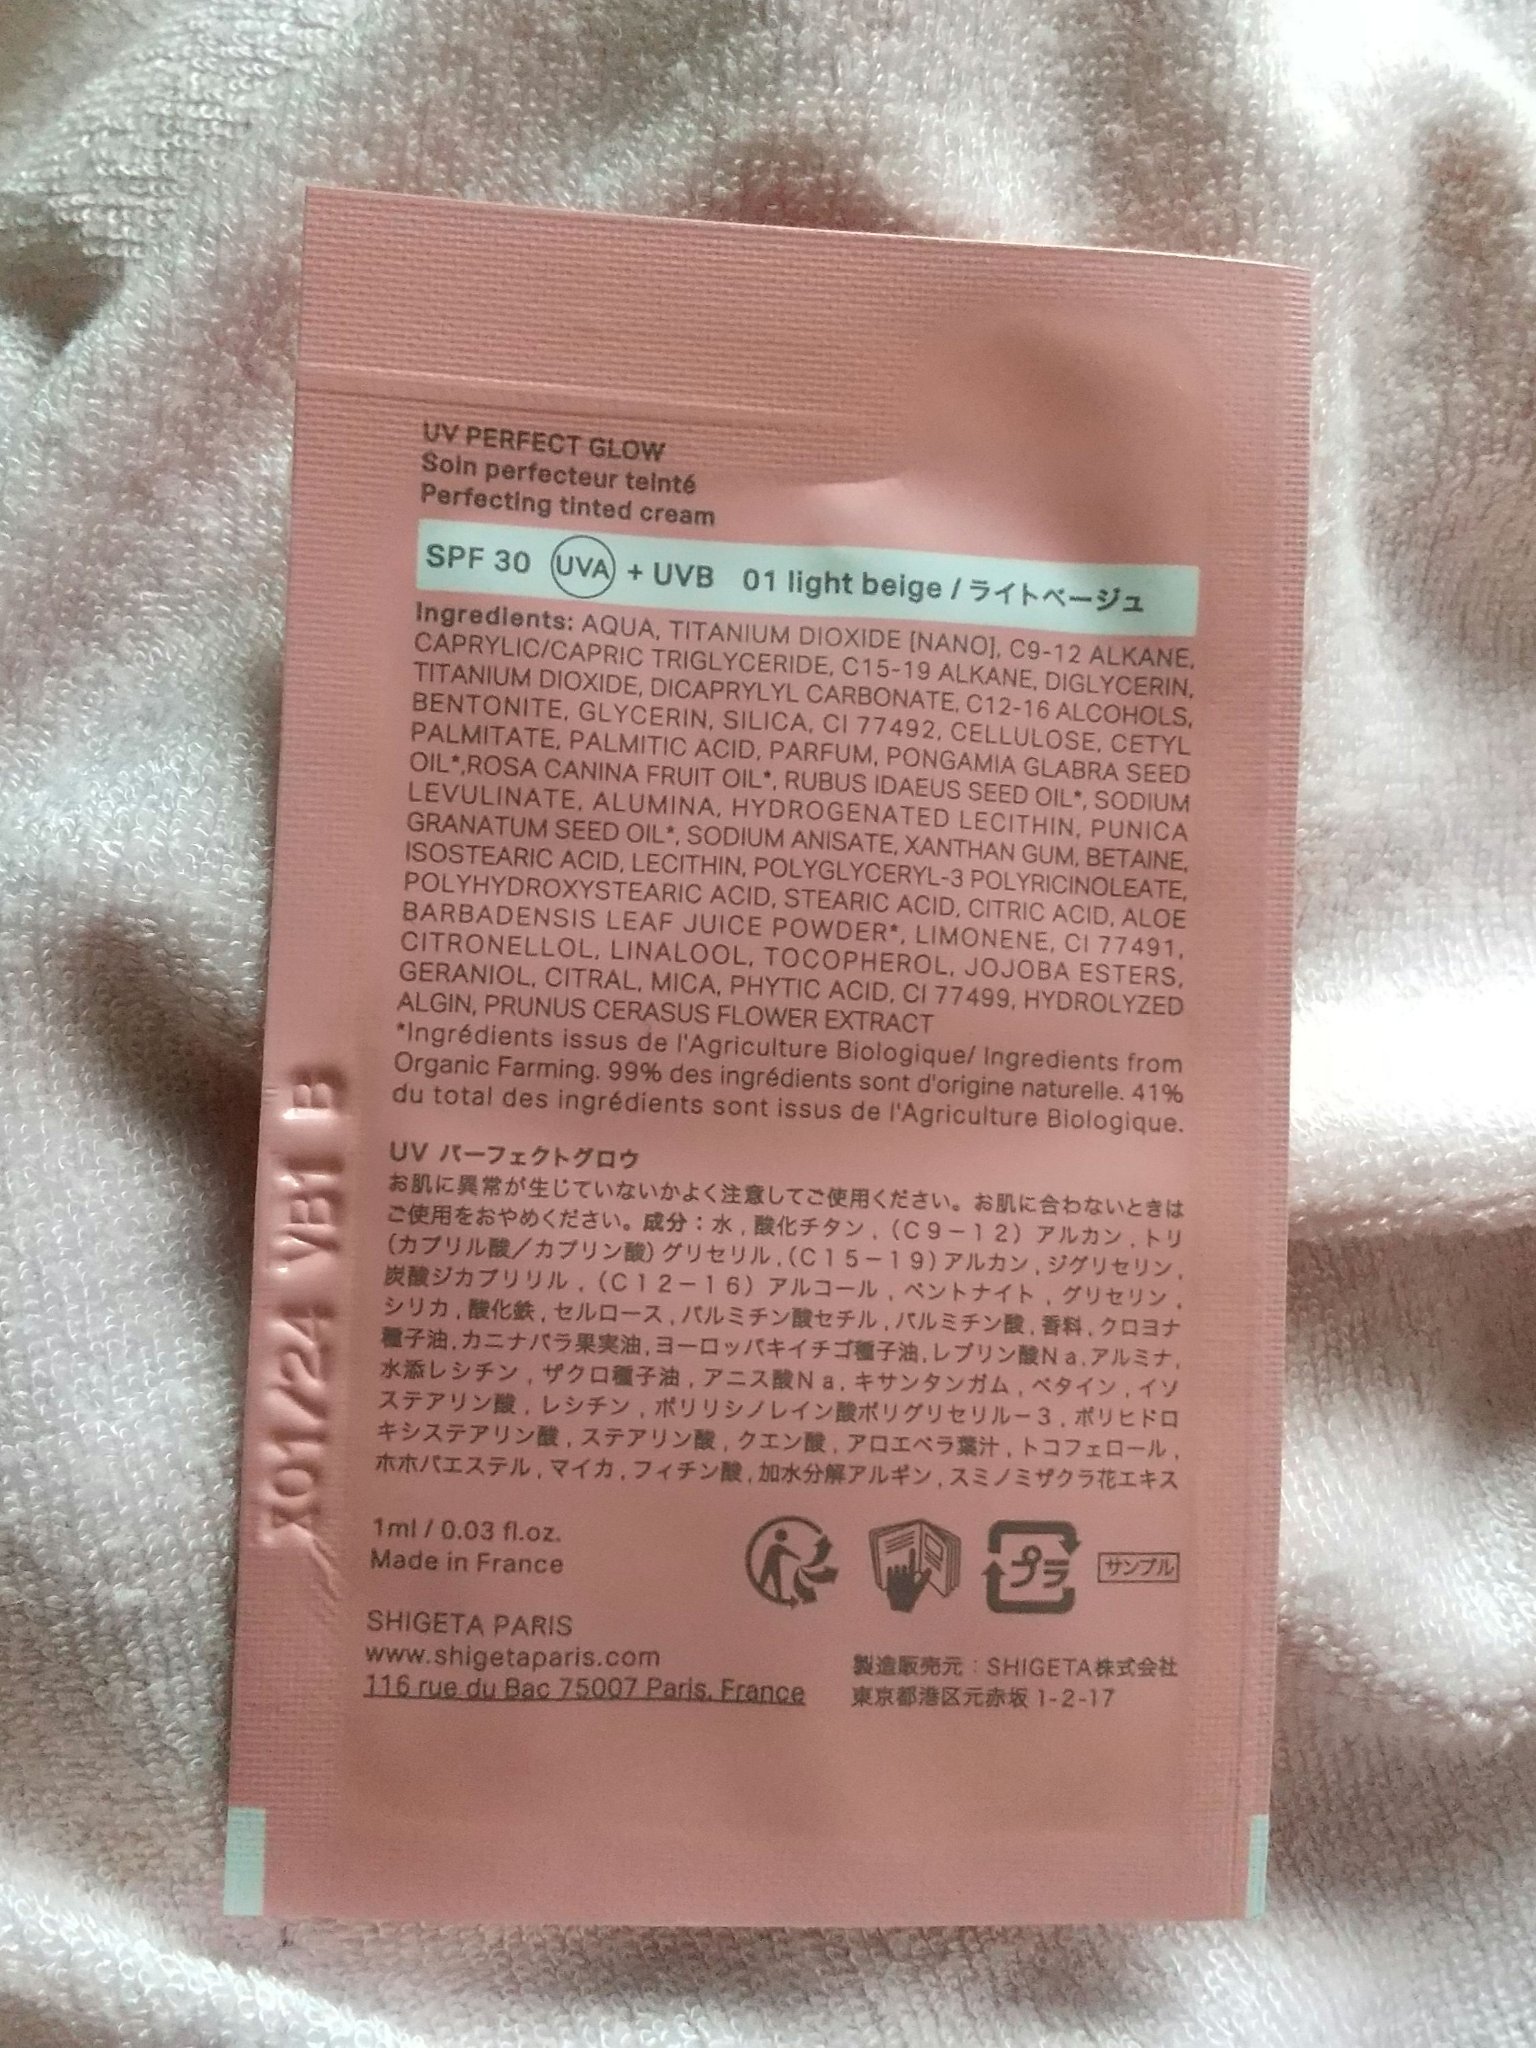 UV PERFECT GLOW
Soin perfecteur teinté
Perfecting tinted cream
SPF 30 UVA + UVB 01 light beige / ライトベージュ
Ingredients: AQUA, TITANIUM DIOXIDE [NANO], C9-12 ALKANE,
CAPRYLIC/CAPRIC TRIGLYCERIDE, C15-19 ALKANE, DIGLYCERIN,
TITANIUM DIOXIDE, DICAPRYLYL CARBONATE, C12-16 ALCOHOLS,
BENTONITE, GLYCERIN, SILICA, CI 77492, CELLULOSE, CETYL
PALMITATE, PALMITIC ACID, PARFUM, PONGAMIA GLABRA SEED
OIL*,ROSA CANINA FRUIT OIL*, RUBUS IDAEUS SEED OIL*, SODIUM
LEVULINATE, ALUMINA, HYDROGENATED LECITHIN, PUNICA
GRANATUM SEED OIL*, SODIUM ANISATE, XANTHAN GUM, BETAINE,
ISOSTEARIC ACID, LECITHIN, POLYGLYCERYL-3 POLYRICINOLEATE,
POLYHYDROXYSTEARIC ACID, STEARIC ACID, CITRIC ACID, ALOE
BARBADENSIS LEAF JUICE POWDER*, LIMONENE, CI 77491,
CITRONELLOL, LINALOOL, TOCOPHEROL, JOJOBA ESTERS,
GERANIOL, CITRAL, MICA, PHYTIC ACID, CI 77499, HYDROLYZED
ALGIN, PRUNUS CERASUS FLOWER EXTRACT
*Ingrédients issus de l'Agriculture Biologique/ Ingredients from
Organic Farming. 99% des ingrédients sont d'origine naturelle. 41%
du total des ingrédients sont issus de l'Agriculture Biologique.
UV パーフェクトグロウ
お肌に異常が生じていないかよく注意してご使用ください。お肌に合わないときは
ご使用をおやめください。成分：水 , 酸化チタン , （C９−１２）アルカン , トリ
（カプリル酸／カプリン酸）グリセリル ,（C１５−１９）アルカン , ジグリセリン ,
炭酸ジカプリリル , （C１２−１６）アルコール , ベントナイト , グリセリン ,
シリカ , 酸化鉄 , セルロース , パルミチン酸セチル , パルミチン酸 , 香料 , クロヨナ
種子油 , カニナバラ果実油 , ヨーロッパキイチゴ種子油 , レブリン酸Na , アルミナ ,
水添レシチン , ザクロ種子油 , アニス酸Na , キサンタンガム , ベタイン , イソ
ステアリン酸 , レシチン , ポリリシノレイン酸ポリグリセリル−３ , ポリヒドロ
キシステアリン酸 , ステアリン酸 , クエン酸 , アロエベラ葉汁 , トコフェロール ,
ホホバエステル , マイカ , フィチン酸 , 加水分解アルギン , スミノミザクラ花エキス
1ml / 0.03 fl.oz.
Made in France
プラ
サンプル
SHIGETA PARIS
www.shigetaparis.com
116 rue du Bac 75007 Paris, France
製造販売元：SHIGETA株式会社
東京都港区元赤坂 1-2-17
X01/24 VB1 B